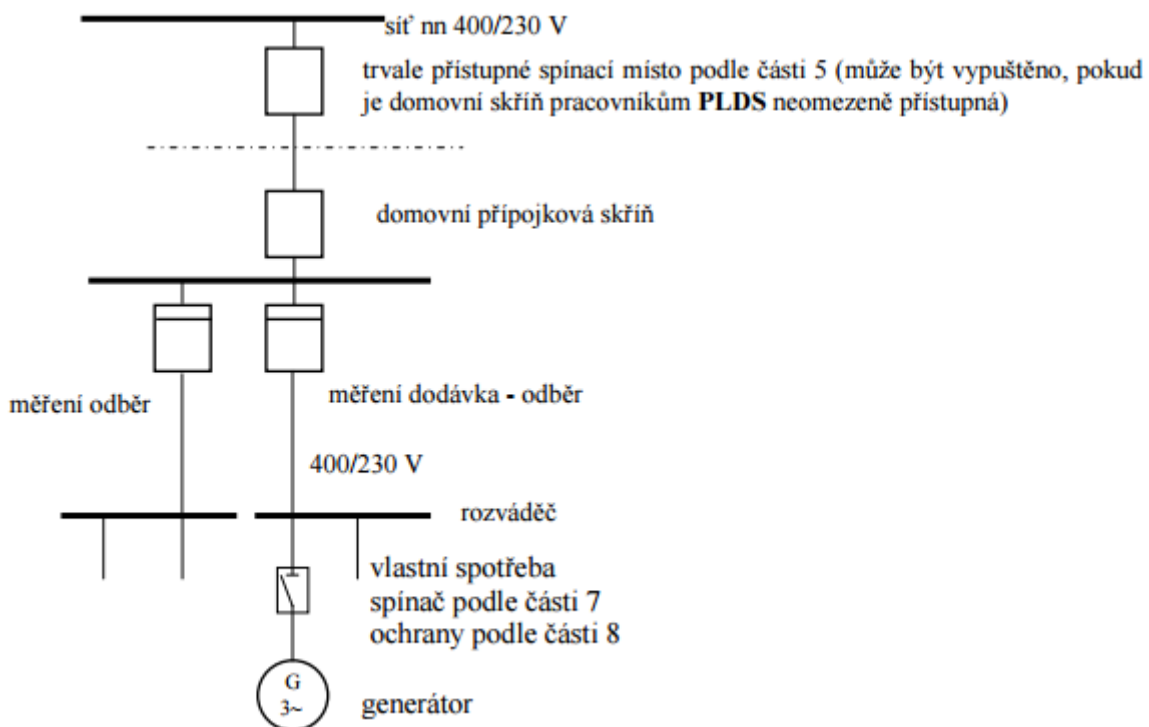 síť nn 400/230 V
trvale přístupné spínací místo podle části 5 (může být vypuštěno, pokud
je domovní skříň pracovníkům PLDS neomezeně přístupná)
domovní přípojková skříň
měření odběr
měření dodávka - odběr
400/230 V
rozváděč
vlastní spotřeba
spínač podle části 7
ochrany podle části 8
G
3~
generátor